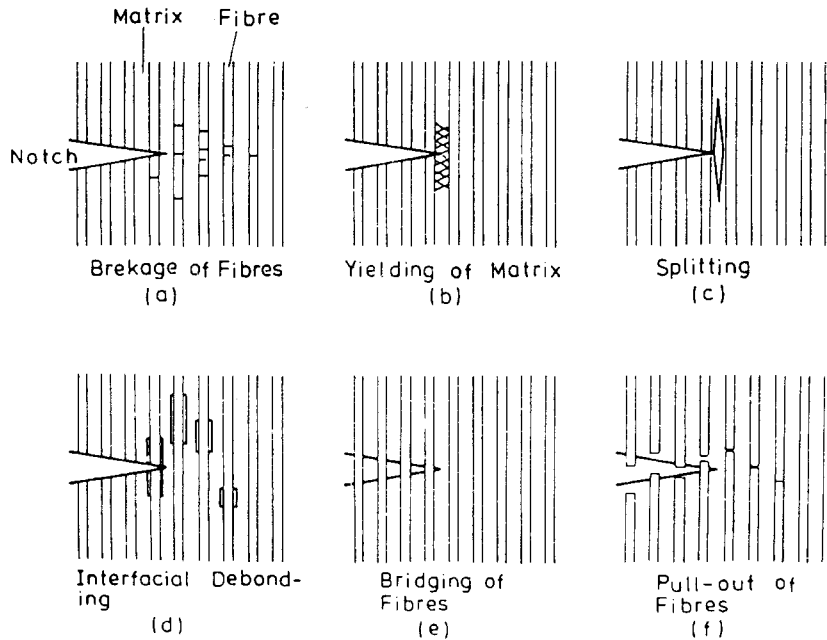 Matrix Fibre
Notch
Brekage of Fibres
(a)
Yielding of Matrix
(b)
Splitting
(c)
Interfacial Debond-
ing
(d)
Bridging of
Fibres
(e)
Pull-out of
Fibres
(f)